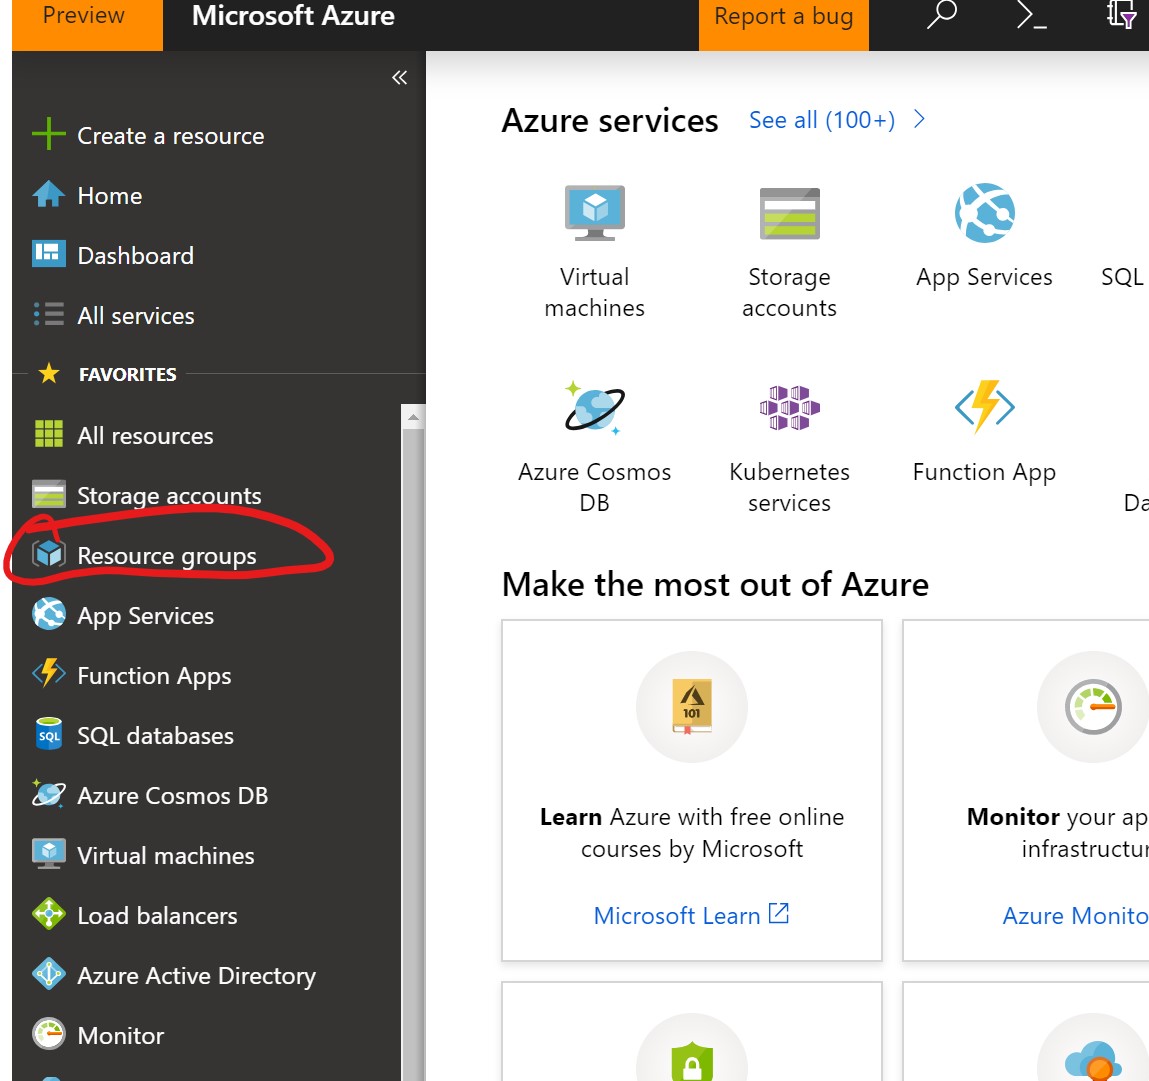 Preview
Microsoft Azure
Report a bug
Create a resource
Home
Dashboard
All services
FAVORITES
All resources
Storage accounts
Resource groups
App Services
Function Apps
SQL
SQL databases
Azure Cosmos DB
Virtual machines
Load balancers
Azure Active Directory
Monitor
Azure services
See all (100+)
Virtual
machines
Storage
accounts
App Services
SQL
Azure Cosmos
DB
Kubernetes
services
Function App
Da
Make the most out of Azure
101
Learn Azure with free online
courses by Microsoft
Microsoft Learn
Monitor your ap
infrastructur
Azure Monito